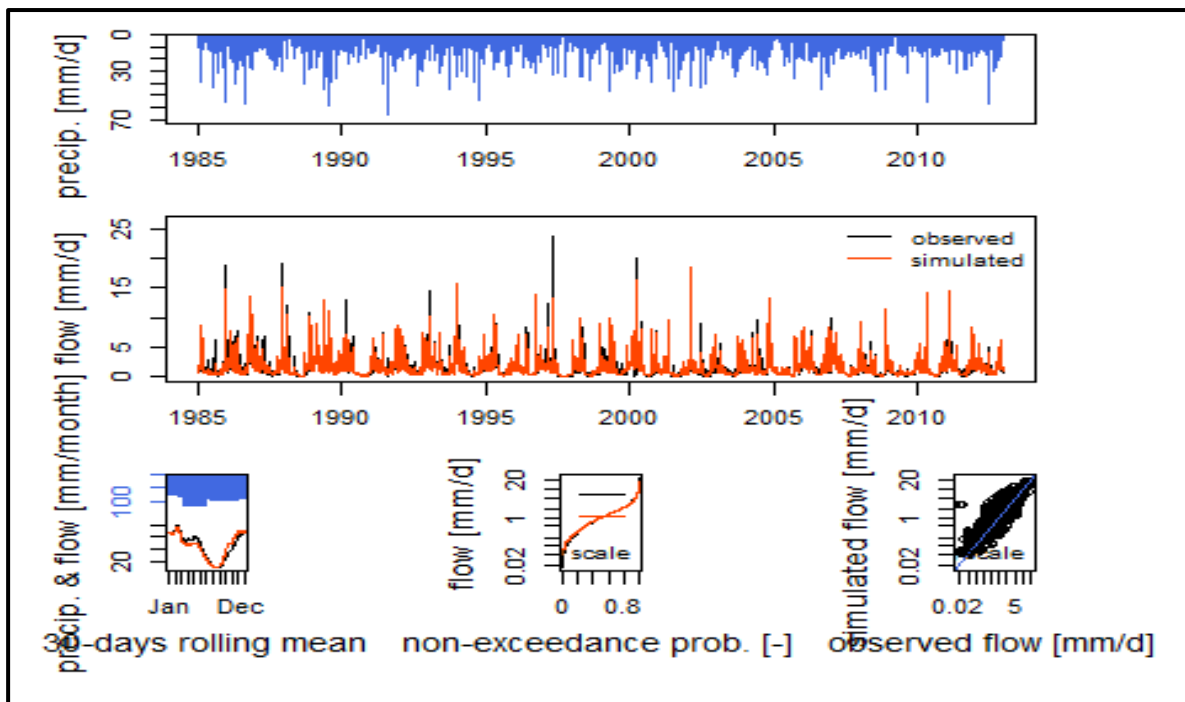 precip. [mm/d]
0
30
70
1985 1990 1995 2000 2005 2010
flow [mm/d]
25
15
5
0
observed
simulated
1985 1990 1995 2000 2005 2010
precip. & flow [mm/month]
100
20
Jan Dec
30-days rolling mean
flow [mm/d]
20
1
0.02
scale
0 0.8
non-exceedance prob. [-]
simulated flow [mm/d]
20
1
0.02
scale
0.02 5
observed flow [mm/d]